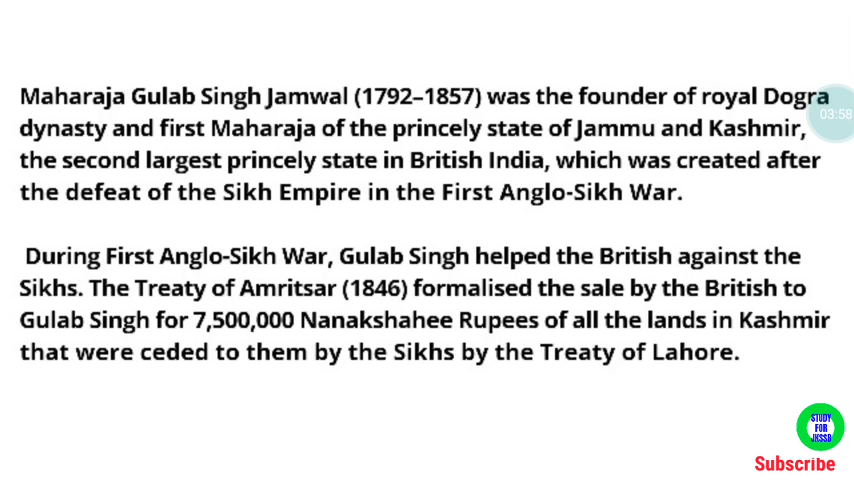 Maharaja Gulab Singh Jamwal (1792–1857) was the founder of royal Dogra
dynasty and first Maharaja of the princely state of Jammu and Kashmir,
03:58
the second largest princely state in British India, which was created after
the defeat of the Sikh Empire in the First Anglo-Sikh War.
During First Anglo-Sikh War, Gulab Singh helped the British against the
Sikhs. The Treaty of Amritsar (1846) formalised the sale by the British to
Gulab Singh for 7,500,000 Nanakshahee Rupees of all the lands in Kashmir
that were ceded to them by the Sikhs by the Treaty of Lahore.
STUDY
FOR
JKSSB
Subscribe